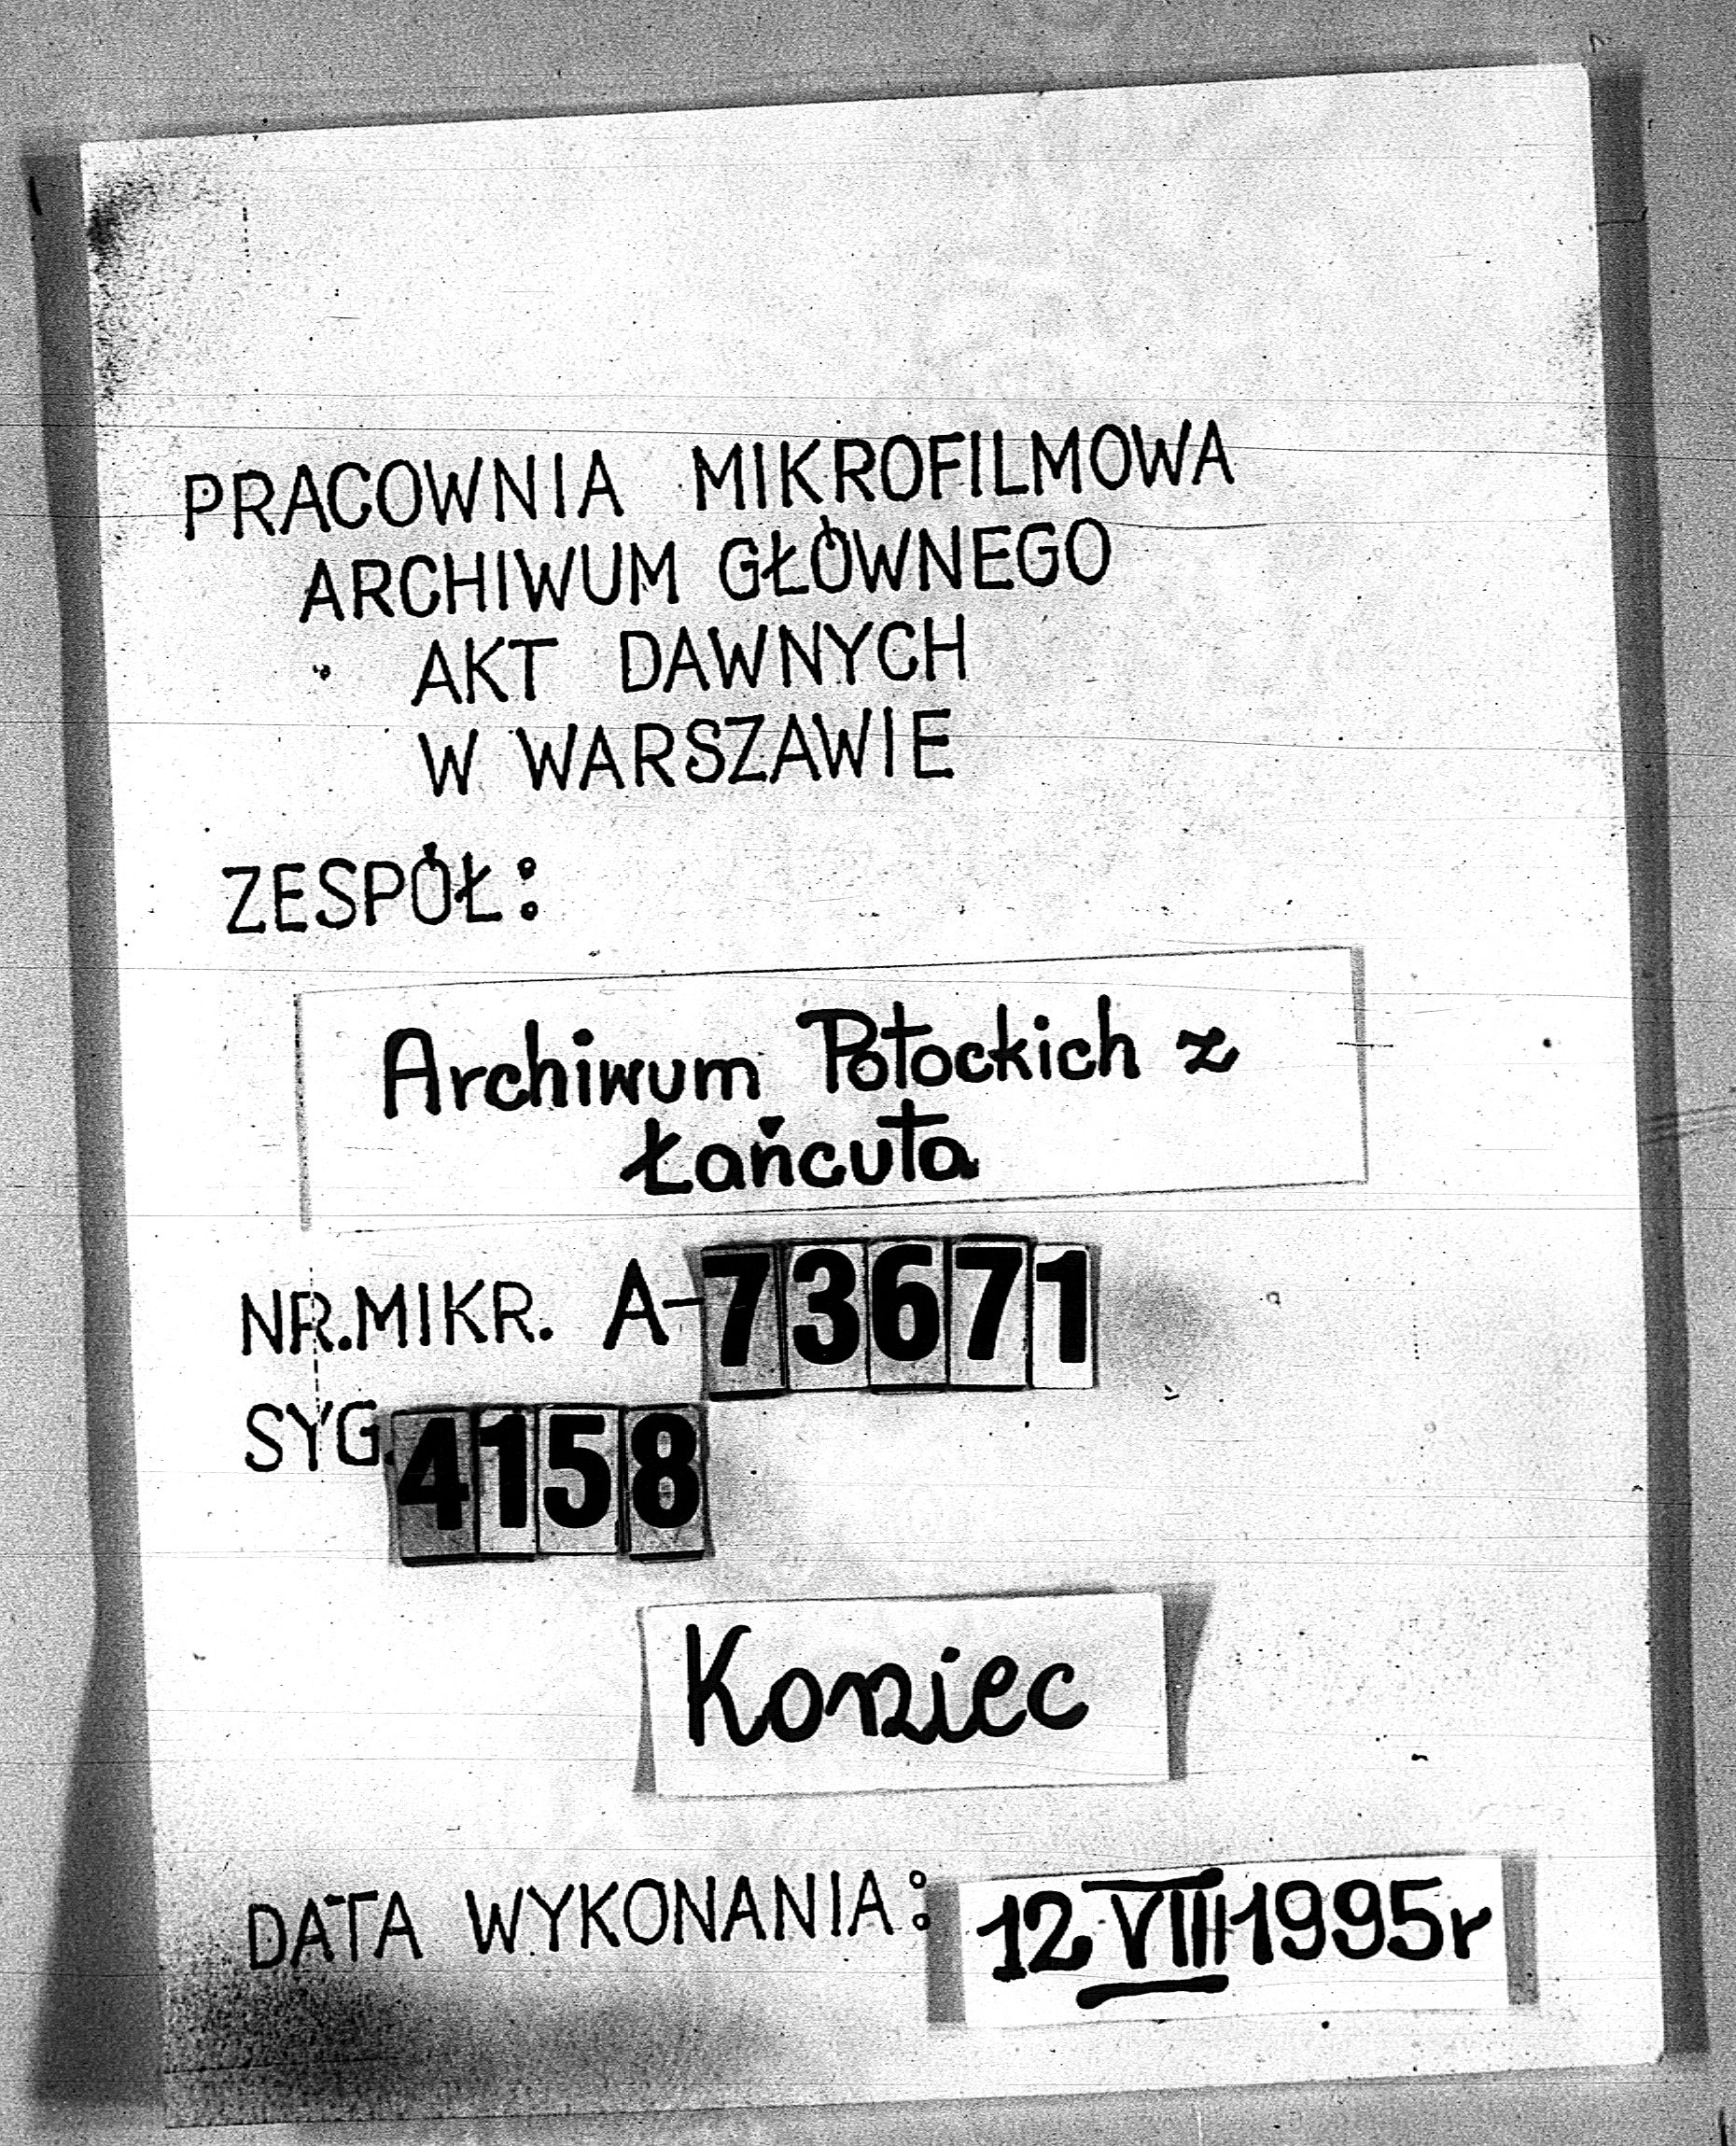 PRACOWNIA MIKROFILMOWA
ARCHIWUM GŁÓWNEGO
AKT DAWNYCH
W WARSZAWIE
ZESPÓŁ:
Archiwum Potockich z
Łańcuta
NR.MIKR. A-73671
SYG.4158
Koniec
DATA WYKONANIA: 12 VII 1995r